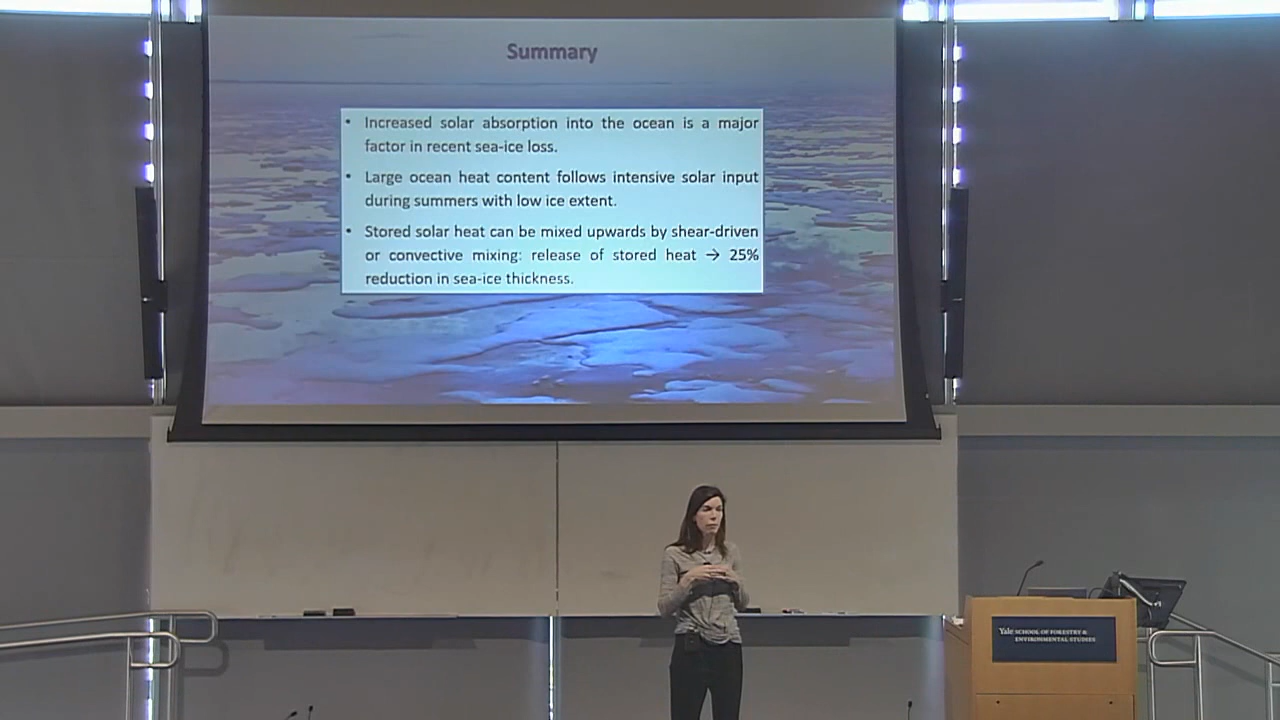 Summary
• Increased solar absorption into the ocean is a major
factor in recent sea-ice loss.
• Large ocean heat content follows intensive solar input
during summers with low ice extent.
• Stored solar heat can be mixed upwards by shear-driven
or convective mixing: release of stored heat → 25%
reduction in sea-ice thickness.
Yale SCHOOL OF FORESTRY &
ENVIRONMENTAL STUDIES